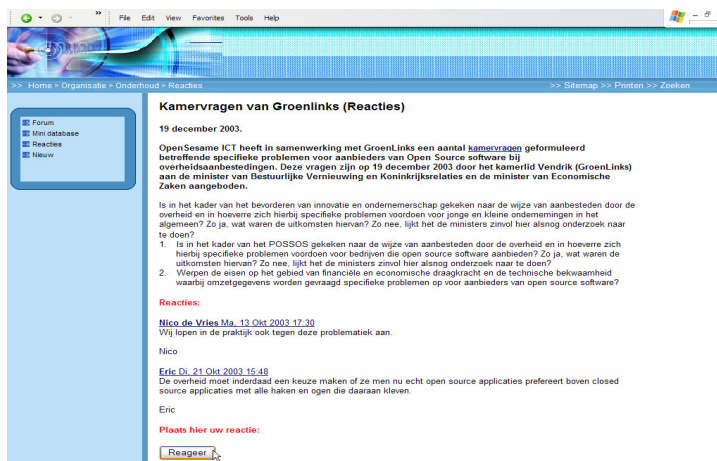 » File Edit View Favorites Tools Help
>> Home > Organisatie > Onderhoud > Reacties >> Sitemap >> Printen >> Zoeken
Forum
Mini database
Reacties
Nieuw
Kamervragen van Groenlinks (Reacties)
19 december 2003.
OpenSesame ICT heeft in samenwerking met GroenLinks een aantal kamervragen geformuleerd
betreffende specifieke problemen voor aanbieders van Open Source software bij
overheidsaanbestedingen. Deze vragen zijn op 19 december 2003 door het kamerlid Vendrik (GroenLinks)
aan de minister van Bestuurlijke Vernieuwing en Koninkrijksrelaties en de minister van Economische
Zaken aangeboden.
Is in het kader van het bevorderen van innovatie en ondernemerschap gekeken naar de wijze van aanbesteden door de
overheid en in hoeverre zich hierbij specifieke problemen voordoen voor jonge en kleine ondernemingen in het
algemeen? Zo ja, wat waren de uitkomsten hiervan? Zo nee, lijkt het de ministers zinvol hier alsnog onderzoek naar
te doen?
1. Is in het kader van het POSSOS gekeken naar de wijze van aanbesteden door de overheid en in hoeverre zich
hierbij specifieke problemen voordoen voor bedrijven die open source software aanbieden? Zo ja, wat waren de
uitkomsten hiervan? Zo nee, lijkt het de ministers zinvol hier alsnog onderzoek naar te doen?
2. Werpen de eisen op het gebied van financiële en economische draagkracht en de technische bekwaamheid
waarbij omzetgegevens worden gevraagd specifieke problemen op voor aanbieders van open source software?
Reacties:
Nico de Vries Ma, 13 Okt 2003 17:30
Wij lopen in de praktijk ook tegen deze problematiek aan.
Nico
Eric Di, 21 Okt 2003 15:48
De overheid moet inderdaad een keuze maken of ze men nu echt open source applicaties prefereert boven closed
source applicaties met alle haken en ogen die daaraan kleven.
Eric
Plaats hier uw reactie:
Reageer